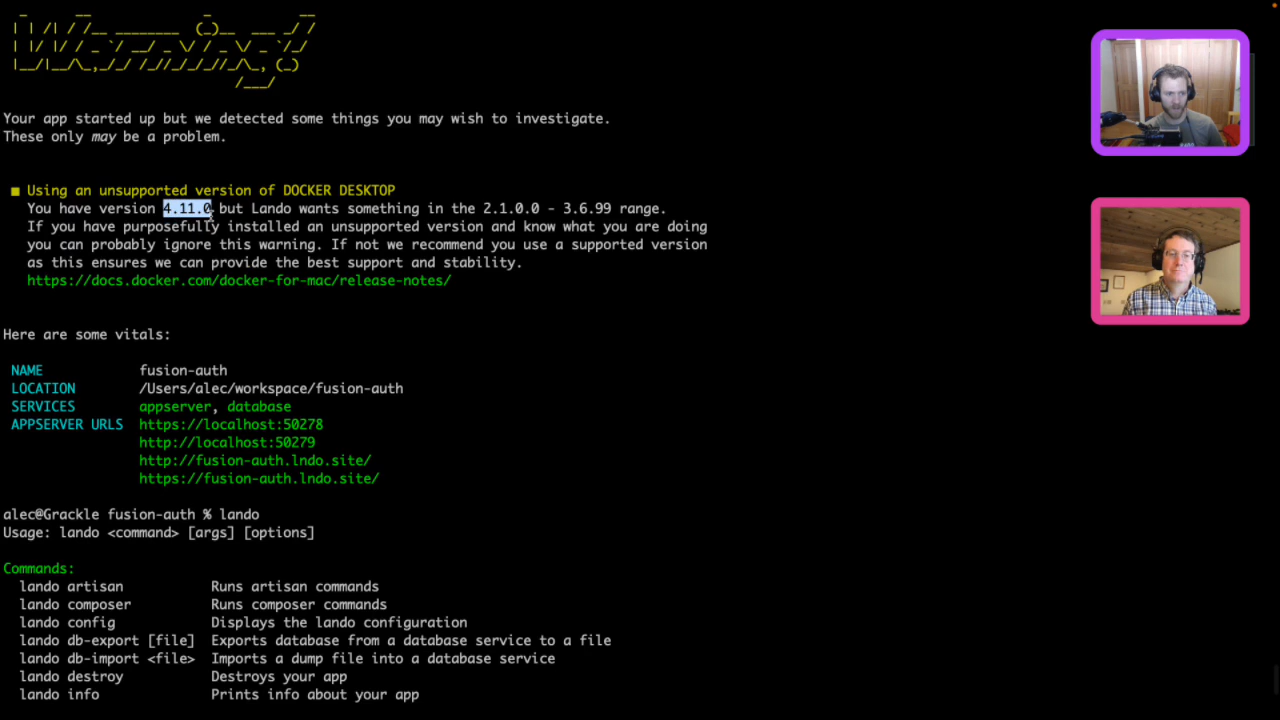 Warning!
Your app started up but we detected some things you may wish to investigate.
These only may be a problem.
■ Using an unsupported version of DOCKER DESKTOP
You have version 4.11.0 but Lando wants something in the 2.1.0.0 - 3.6.99 range.
If you have purposefully installed an unsupported version and know what you are doing
you can probably ignore this warning. If not we recommend you use a supported version
as this ensures we can provide the best support and stability.
https://docs.docker.com/docker-for-mac/release-notes/
Here are some vitals:
NAME fusion-auth
LOCATION /Users/alec/workspace/fusion-auth
SERVICES appserver, database
APPSERVER URLS https://localhost:50278
http://localhost:50279
http://fusion-auth.lndo.site/
https://fusion-auth.lndo.site/
alec@Grackle fusion-auth % lando
Usage: lando <command> [args] [options]
Commands:
lando artisan Runs artisan commands
lando composer Runs composer commands
lando config Displays the lando configuration
lando db-export [file] Exports database from a database service to a file
lando db-import <file> Imports a dump file into a database service
lando destroy Destroys your app
lando info Prints info about your app